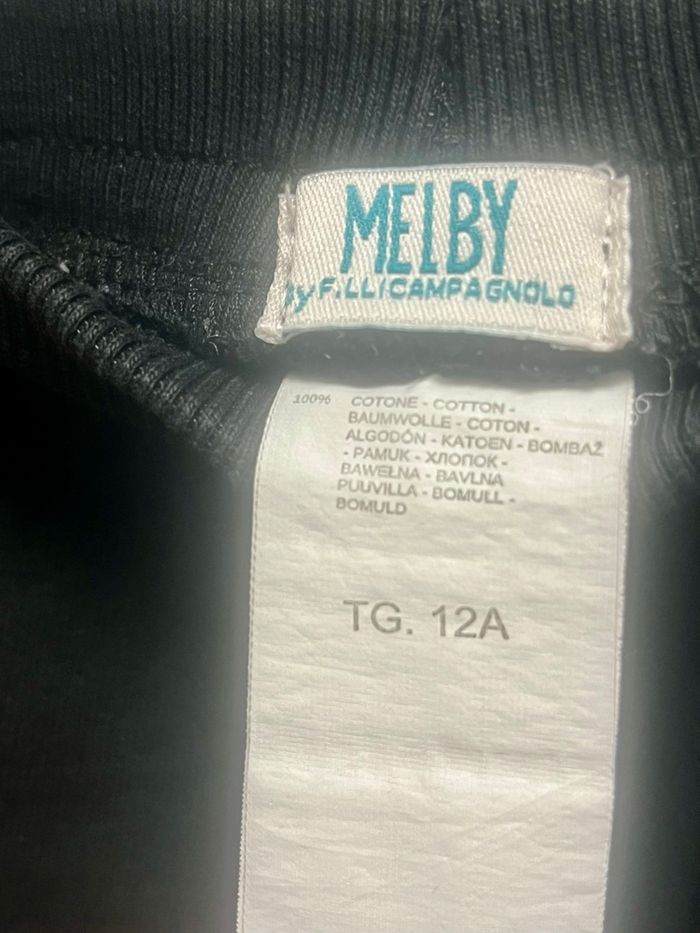 MELBY
by F.LLI CAMPAGNOLO
100% COTONE - COTTON -
BAUMWOLLE - COTON -
ALGODÓN - KATOEN - BOMBAŽ
- PAMUK - ХЛОПОК -
BAWEŁNA - BAVLNA
PUUVILLA - BOMULL -
BOMULD
TG. 12A